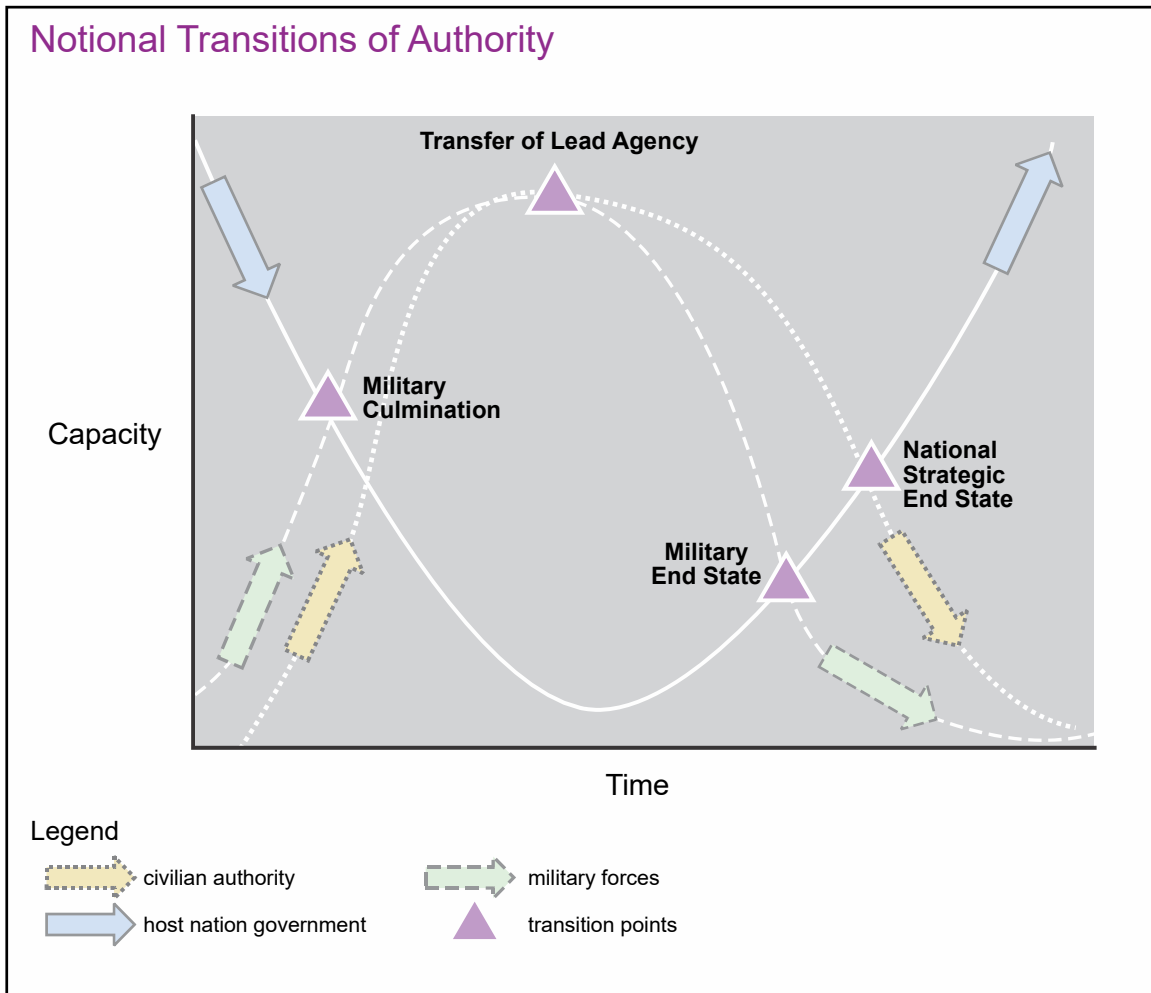 Notional Transitions of Authority
Transfer of Lead Agency
Military
Culmination
Capacity
National
Strategic
End State
Military
End State
Time
Legend
civilian authority
military forces
host nation government
transition points